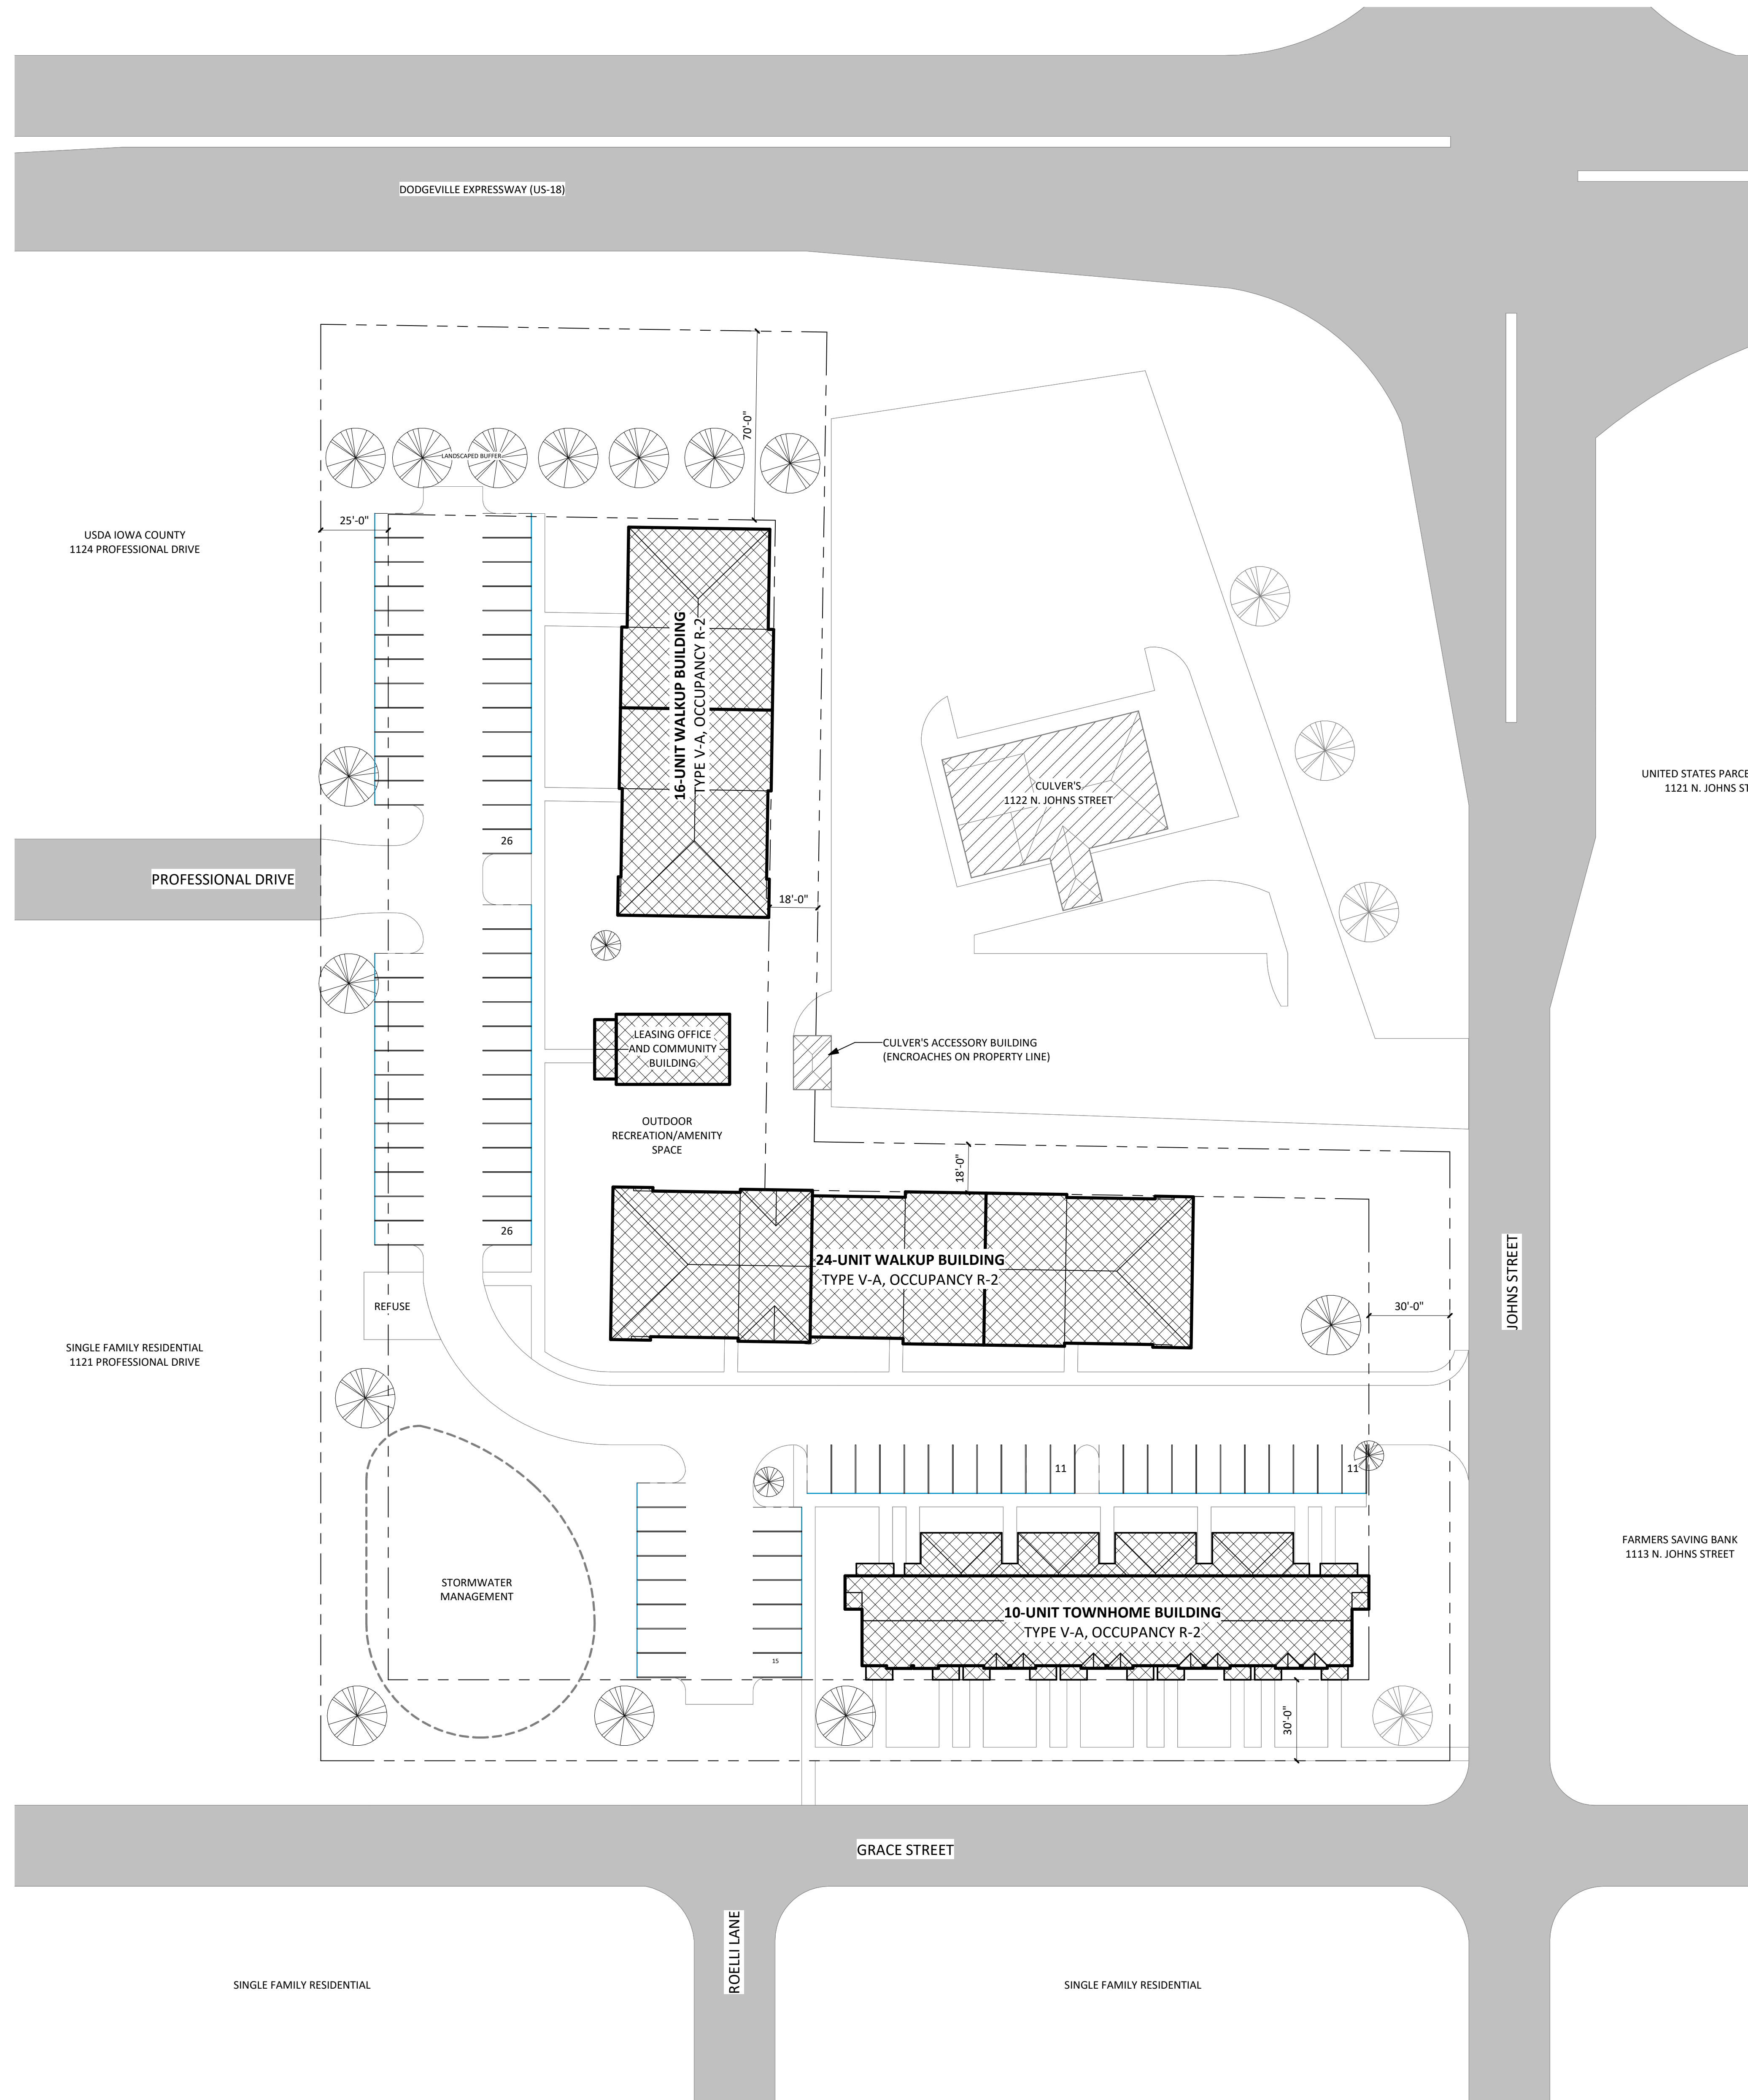 DODGEVILLE EXPRESSWAY (US-18)
70'-0"
LANDSCAPED BUFFER
25'-0"
USDA IOWA COUNTY
1124 PROFESSIONAL DRIVE
16-UNIT WALKUP BUILDING
TYPE V-A, OCCUPANCY R-2
CULVER'S
1122 N. JOHNS STREET
UNITED STATES PARCE
1121 N. JOHNS ST
26
PROFESSIONAL DRIVE
18'-0"
LEASING OFFICE
AND COMMUNITY
BUILDING
CULVER'S ACCESSORY BUILDING
(ENCROACHES ON PROPERTY LINE)
OUTDOOR
RECREATION/AMENITY
SPACE
18'-0"
26
24-UNIT WALKUP BUILDING
TYPE V-A, OCCUPANCY R-2
JOHNS STREET
REFUSE
30'-0"
SINGLE FAMILY RESIDENTIAL
1121 PROFESSIONAL DRIVE
11
11
FARMERS SAVING BANK
1113 N. JOHNS STREET
STORMWATER
MANAGEMENT
10-UNIT TOWNHOME BUILDING
TYPE V-A, OCCUPANCY R-2
15
30'-0"
GRACE STREET
ROELLI LANE
SINGLE FAMILY RESIDENTIAL
SINGLE FAMILY RESIDENTIAL